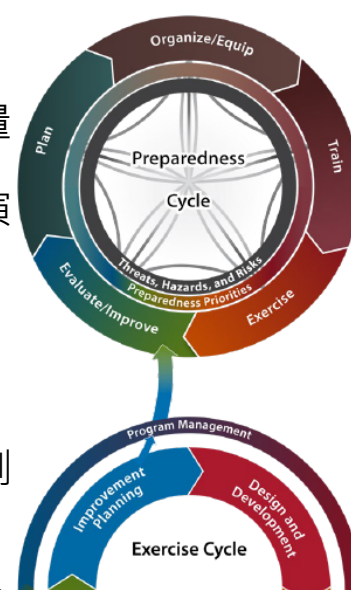 量
Organize/Equip
Plan
Train
Preparedness
Cycle
Threats, Hazards, and Risks
Preparedness Priorities
Evaluate/Improve
Exercise
Program Management
Improvement
Planning
Design and
Development
Exercise Cycle